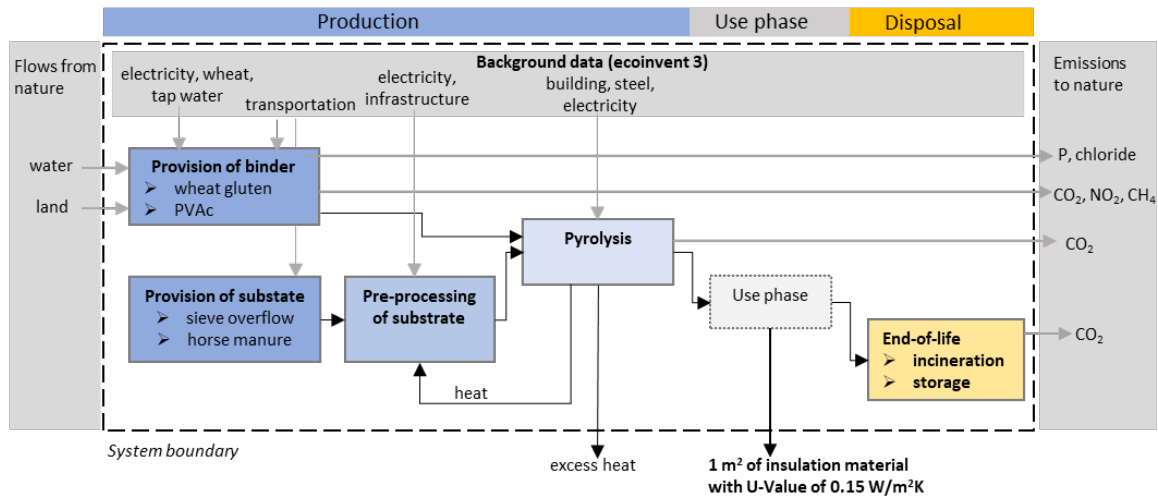 Production
Use phase
Disposal
Flows from
nature
Background data (ecoinvent 3)
Emissions
to nature
electricity, wheat,
tap water
transportation
electricity,
infrastructure
building, steel,
electricity
water
land
Provision of binder
➢ wheat gluten
➢ PVAc
P, chloride
CO₂, NO₂, CH₄
Pyrolysis
CO₂
Provision of substate
➢ sieve overflow
➢ horse manure
Pre-processing
of substrate
Use phase
End-of-life
➢ incineration
➢ storage
CO₂
heat
System boundary
excess heat
1 m² of insulation material
with U-Value of 0.15 W/m²K